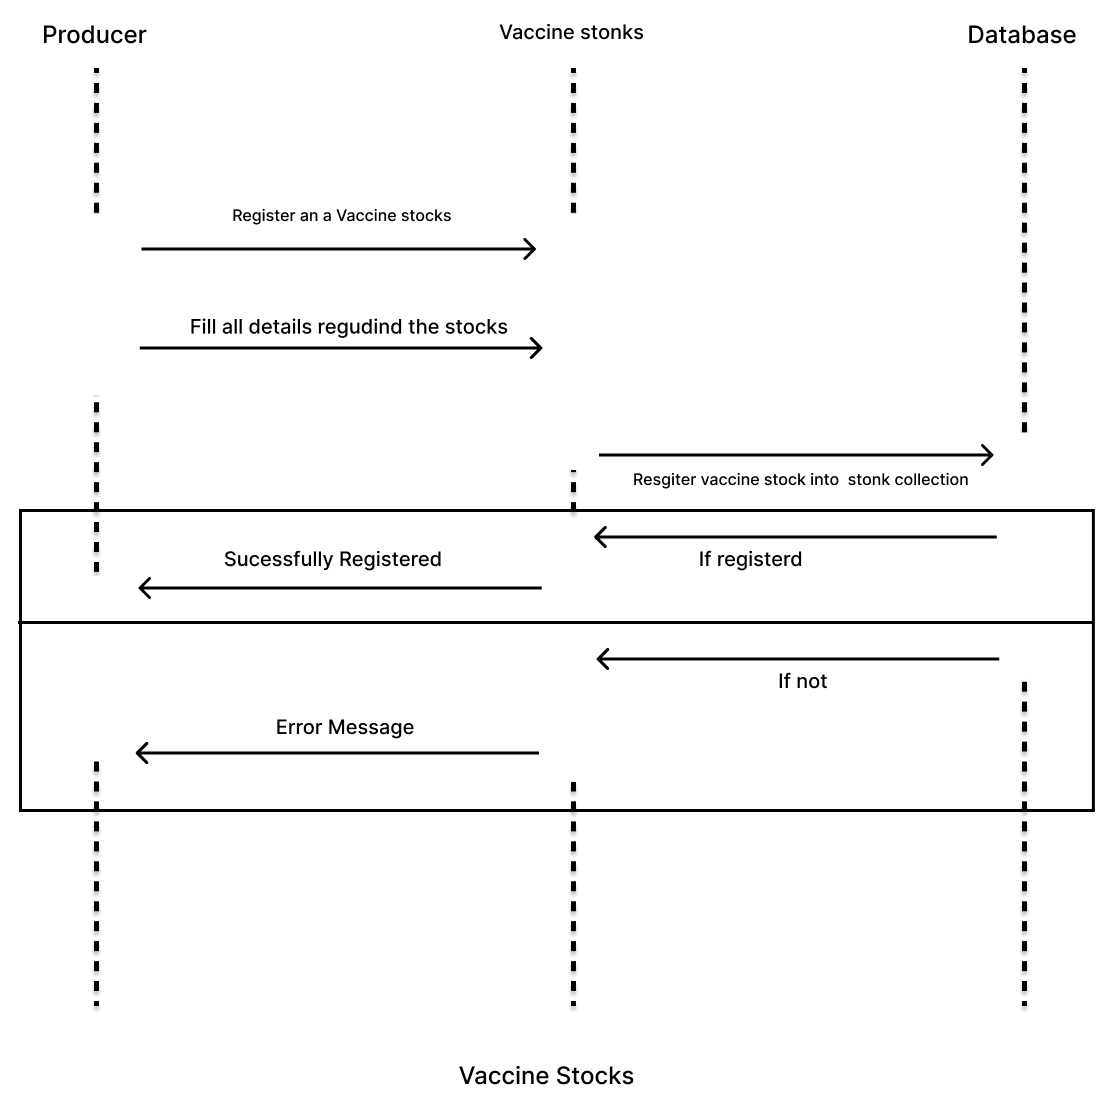 Producer
Vaccine stonks
Database
Register an a Vaccine stocks
Fill all details regudind the stocks
Resgiter vaccine stock into  stonk collection
If registerd
Sucessfully Registered
If not
Error Message
Vaccine Stocks